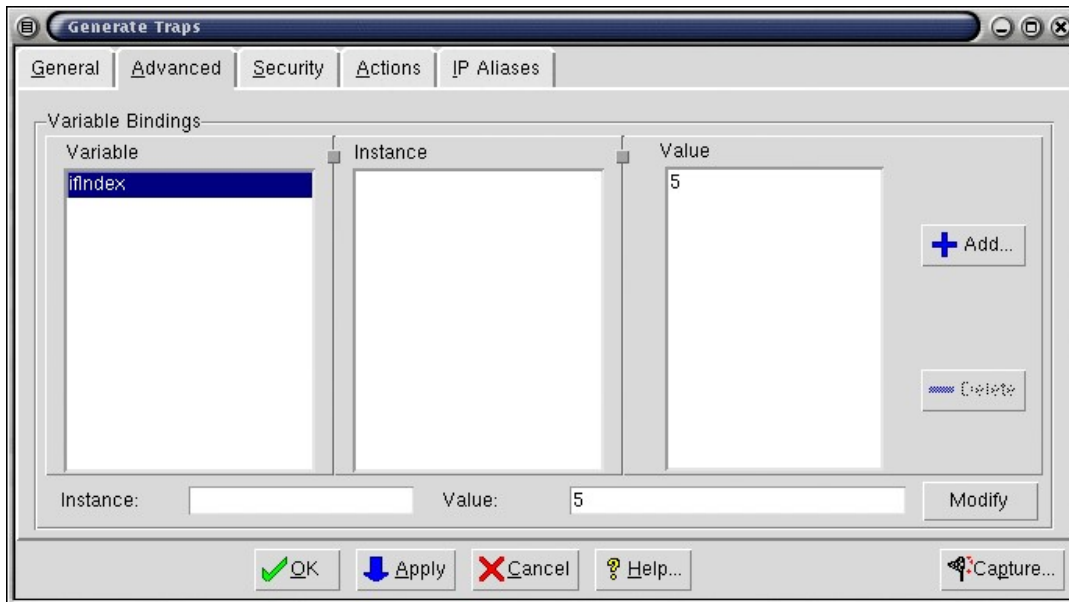 Generate Traps
General Advanced Security Actions IP Aliases
Variable Bindings
Variable Instance Value
ifIndex 5
Add...
Delete
Instance: Value: 5 Modify
OK Apply Cancel Help... Capture...